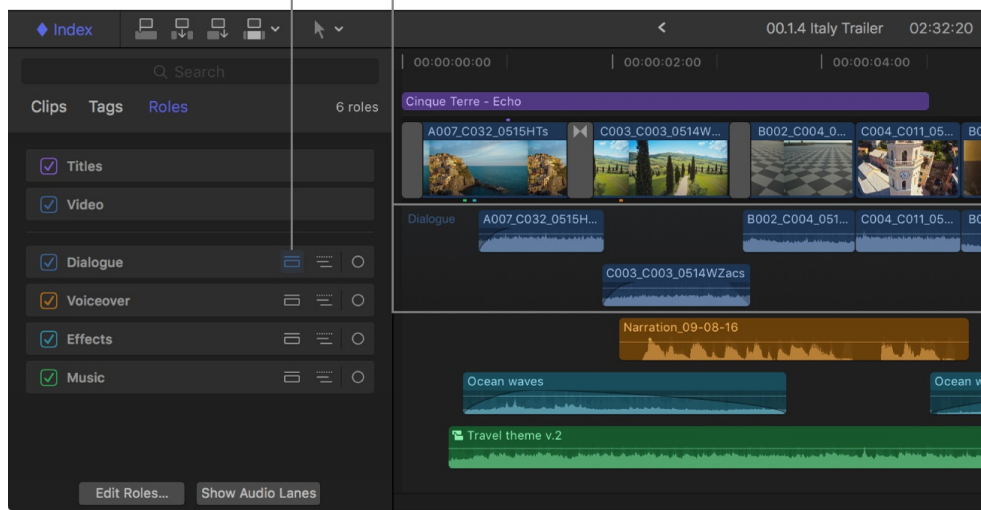 Index
00.1.4 Italy Trailer 02:32:20
Search
Clips Tags Roles 6 roles
Titles
Video
Dialogue
Voiceover
Effects
Music
Edit Roles... Show Audio Lanes
00:00:00:00 00:00:02:00 00:00:04:00
Cinque Terre - Echo
A007_C032_0515HTs C003_C003_0514W... B002_C004_0... C004_C011_05... B0
Dialogue A007_C032_0515H... B002_C004_051... C004_C011_05... B0
C003_C003_0514WZacs
Narration_09-08-16
Ocean waves Ocean w
Travel theme v.2